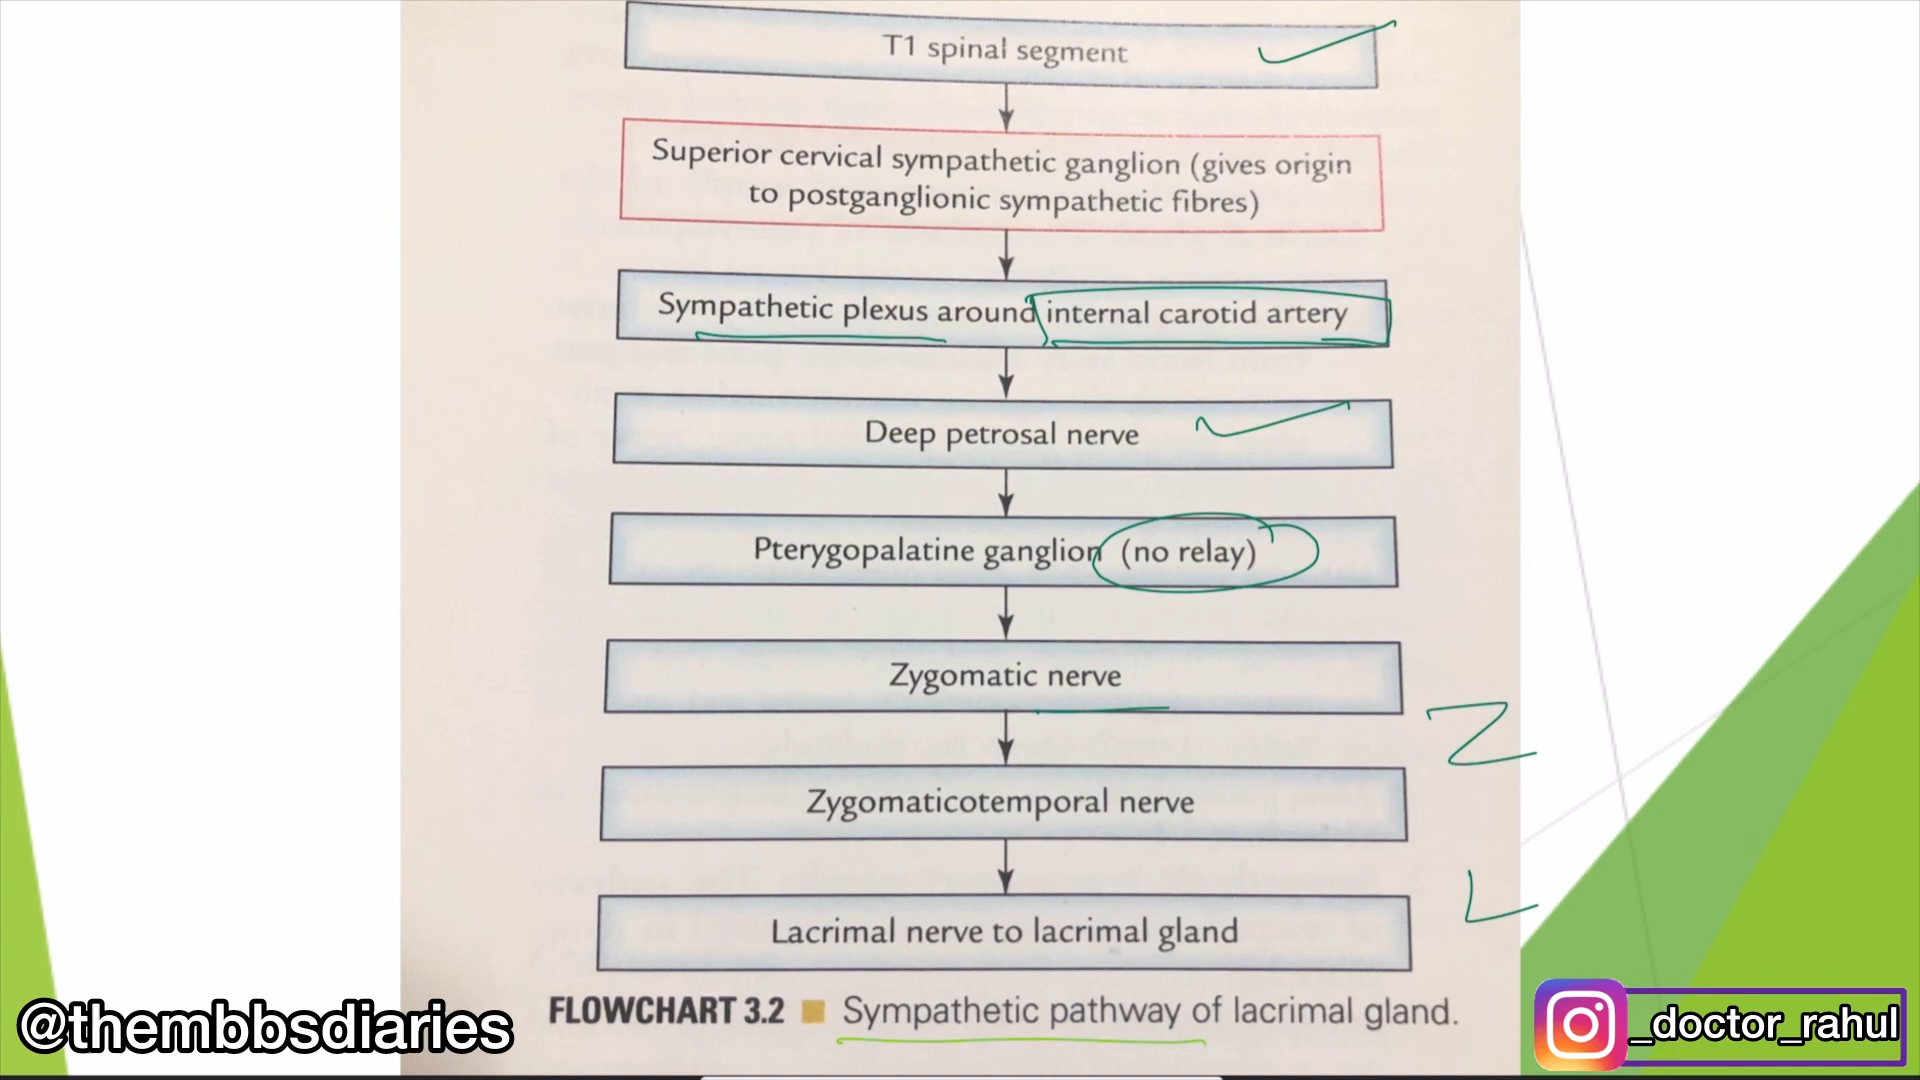 T1 spinal segment
Superior cervical sympathetic ganglion (gives origin
to postganglionic sympathetic fibres)
Sympathetic plexus around internal carotid artery
Deep petrosal nerve
Pterygopalatine ganglion (no relay)
Zygomatic nerve
Z
Zygomaticotemporal nerve
L
Lacrimal nerve to lacrimal gland
FLOWCHART 3.2 Sympathetic pathway of lacrimal gland.
@thembbsdiaries
_doctor_rahul